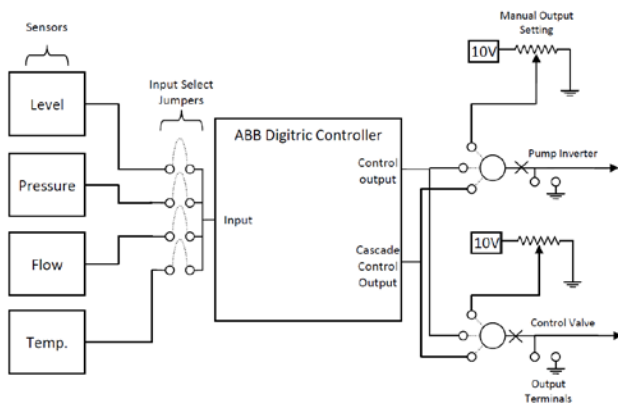 Sensors
Level
Pressure
Flow
Temp.
Input Select
Jumpers
ABB Digitric Controller
Input
Control
output
Cascade
Control
Output
Manual Output
Setting
10V
Pump Inverter
10V
Control Valve
Output
Terminals